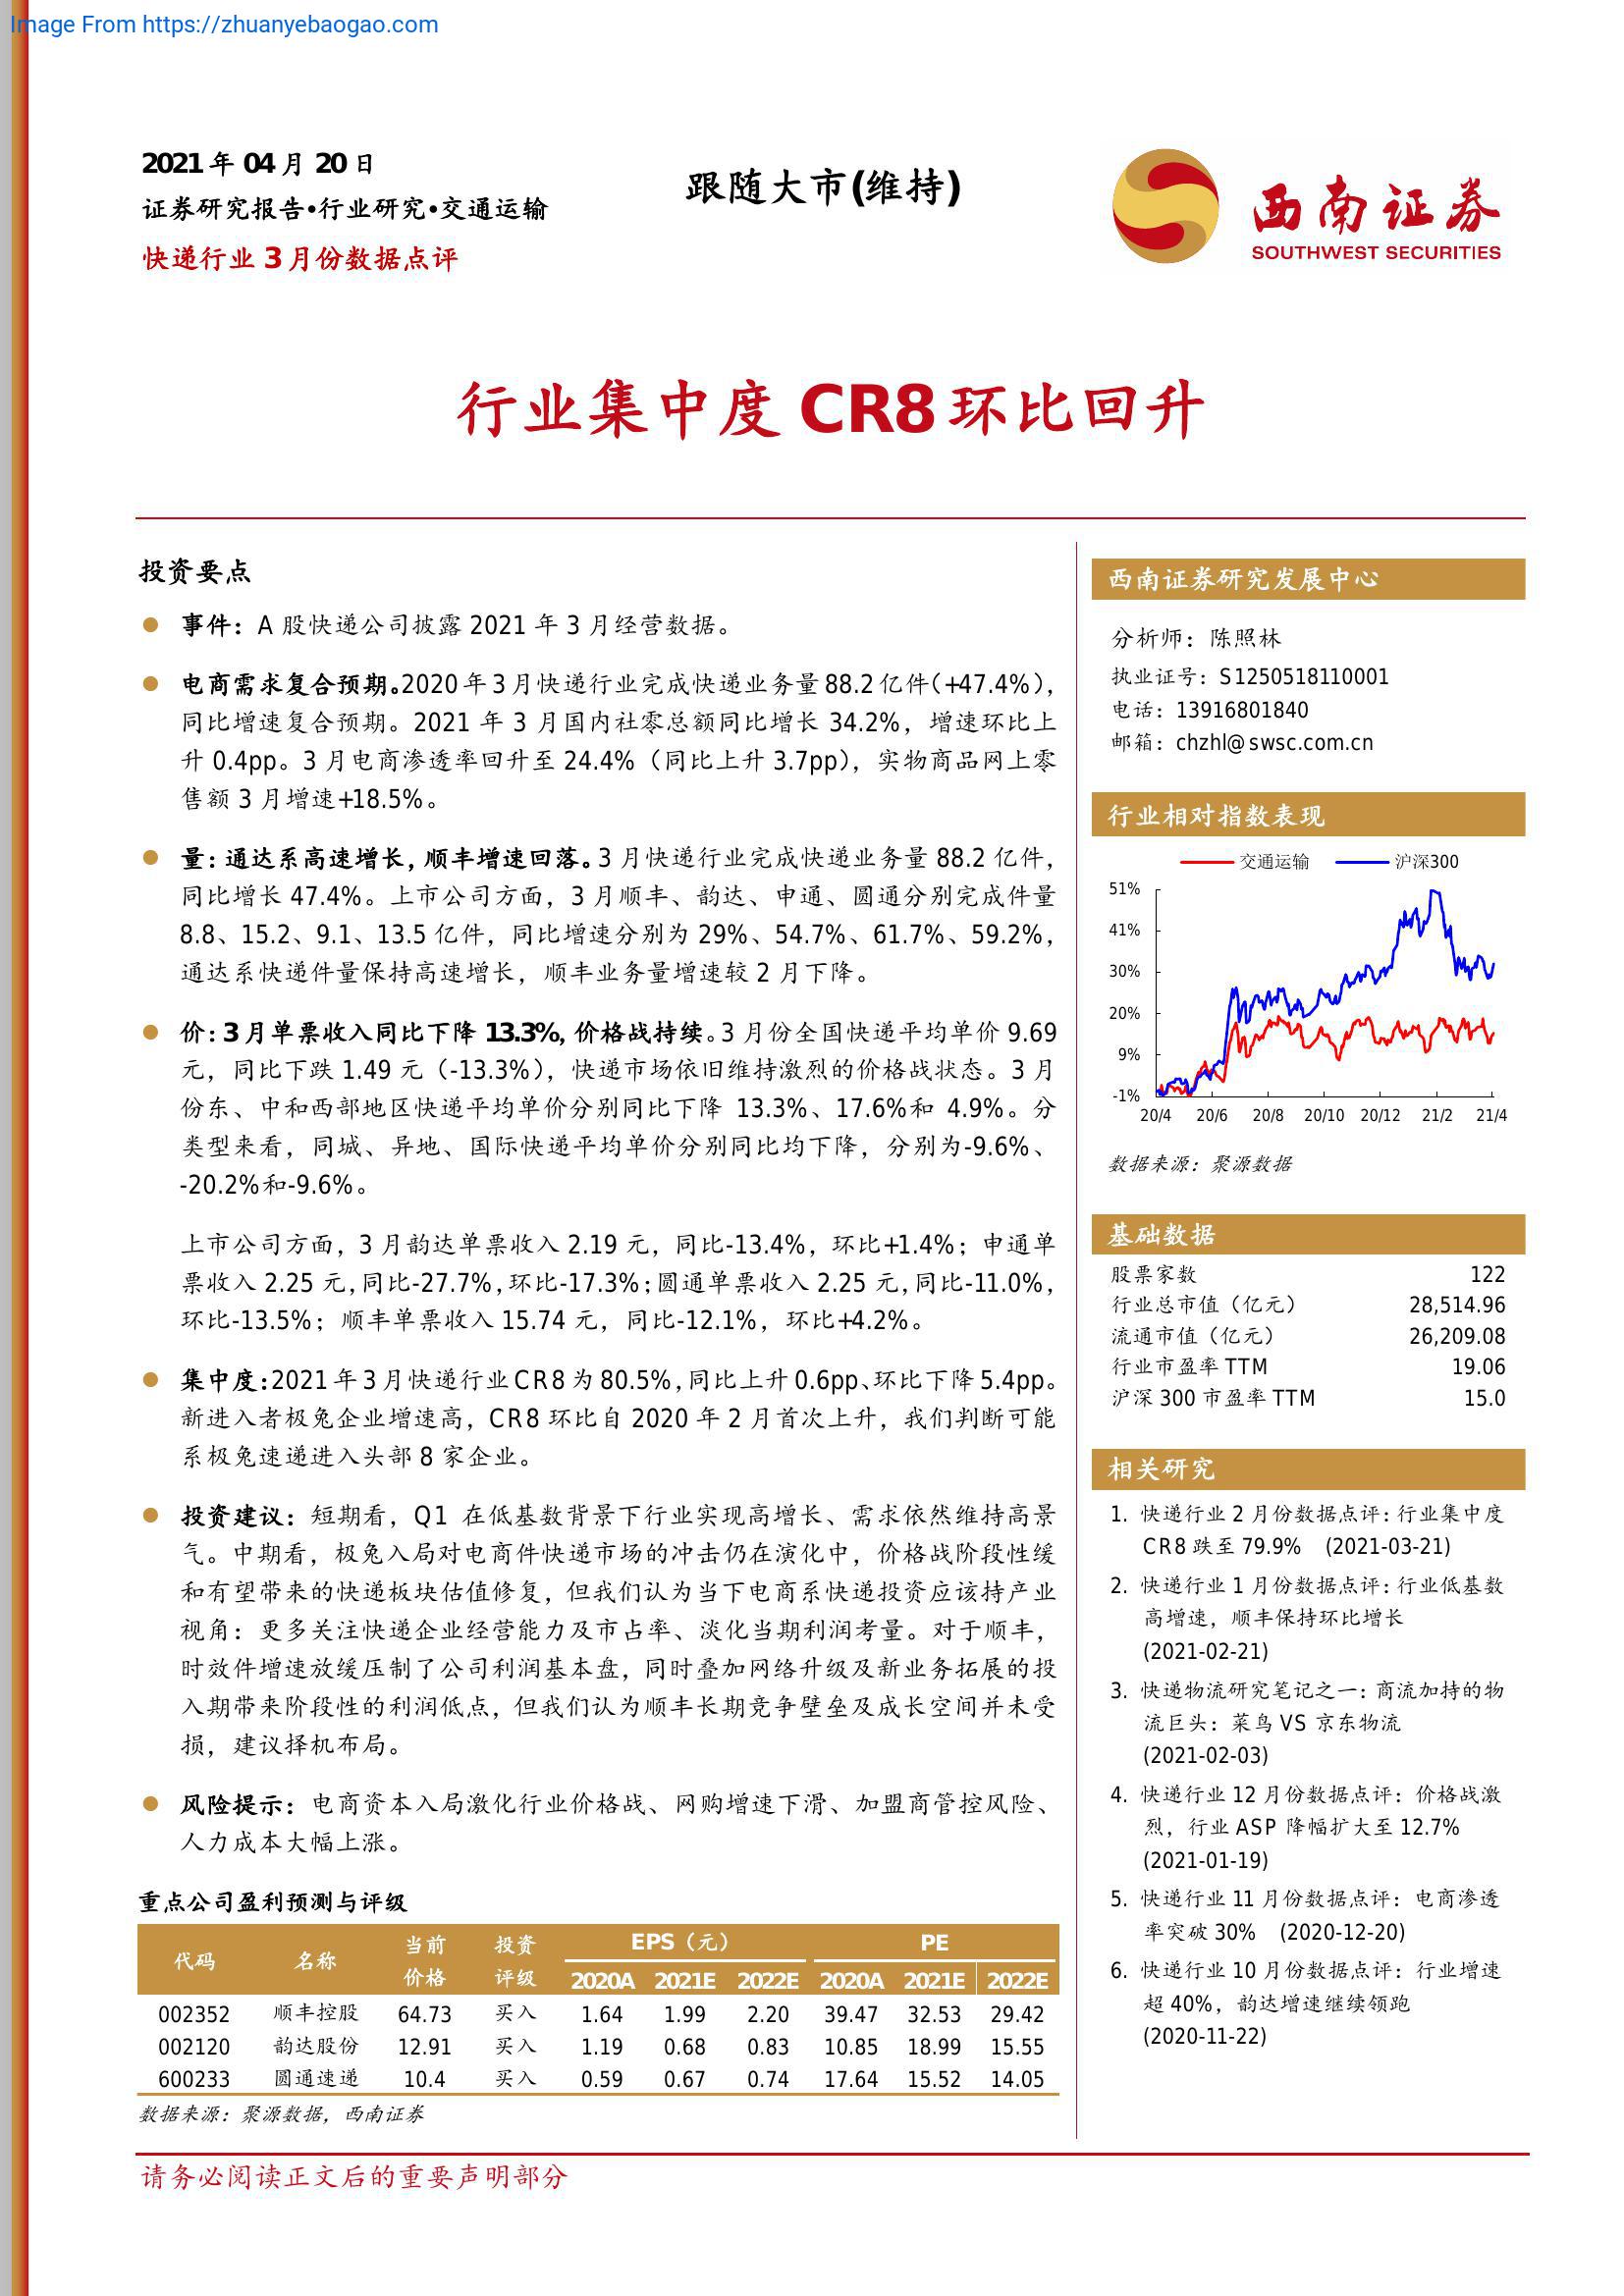 Image From https://zhuanyebaogao.com
2021 年 04 月 20 日
证券研究报告•行业研究•交通运输
快递行业 3 月份数据点评
跟随大市(维持)
西南证券
SOUTHWEST SECURITIES
行业集中度 CR8 环比回升
投资要点
事件：A 股快递公司披露 2021 年 3 月经营数据。
电商需求复合预期。2020 年 3 月快递行业完成快递业务量 88.2 亿件（+47.4%），
同比增速复合预期。2021 年 3 月国内社零总额同比增长 34.2%，增速环比上
升 0.4pp。3 月电商渗透率回升至 24.4%（同比上升 3.7pp），实物商品网上零
售额 3 月增速+18.5%。
量：通达系高速增长，顺丰增速回落。3 月快递行业完成快递业务量 88.2 亿件，
同比增长 47.4%。上市公司方面，3 月顺丰、韵达、申通、圆通分别完成件量
8.8、15.2、9.1、13.5 亿件，同比增速分别为 29%、54.7%、61.7%、59.2%，
通达系快递件量保持高速增长，顺丰业务量增速较 2 月下降。
价：3 月单票收入同比下降 13.3%，价格战持续。3 月份全国快递平均单价 9.69
元，同比下跌 1.49 元（-13.3%），快递市场依旧维持激烈的价格战状态。3 月
份东、中和西部地区快递平均单价分别同比下降 13.3%、17.6%和 4.9%。分
类型来看，同城、异地、国际快递平均单价分别同比均下降，分别为-9.6%、
-20.2%和-9.6%。
上市公司方面，3 月韵达单票收入 2.19 元，同比-13.4%，环比+1.4%；申通单
票收入 2.25 元，同比-27.7%，环比-17.3%；圆通单票收入 2.25 元，同比-11.0%，
环比-13.5%；顺丰单票收入 15.74 元，同比-12.1%，环比+4.2%。
集中度：2021 年 3 月快递行业 CR8 为 80.5%，同比上升 0.6pp、环比下降 5.4pp。
新进入者极兔企业增速高，CR8 环比自 2020 年 2 月首次上升，我们判断可能
系极兔速递进入头部 8 家企业。
投资建议：短期看，Q1 在低基数背景下行业实现高增长、需求依然维持高景
气。中期看，极兔入局对电商件快递市场的冲击仍在演化中，价格战阶段性缓
和有望带来的快递板块估值修复，但我们认为当下电商系快递投资应该持产业
视角：更多关注快递企业经营能力及市占率、淡化当期利润考量。对于顺丰，
时效件增速放缓压制了公司利润基本盘，同时叠加网络升级及新业务拓展的投
入期带来阶段性的利润低点，但我们认为顺丰长期竞争壁垒及成长空间并未受
损，建议择机布局。
风险提示：电商资本入局激化行业价格战、网购增速下滑、加盟商管控风险、
人力成本大幅上涨。
重点公司盈利预测与评级
代码 名称 当前价格 投资评级 EPS（元） PE
2020A 2021E 2022E 2020A 2021E 2022E
002352 顺丰控股 64.73 买入 1.64 1.99 2.20 39.47 32.53 29.42
002120 韵达股份 12.91 买入 1.19 0.68 0.83 10.85 18.99 15.55
600233 圆通速递 10.4 买入 0.59 0.67 0.74 17.64 15.52 14.05
数据来源：聚源数据，西南证券
西南证券研究发展中心
分析师：陈照林
执业证号：S1250518110001
电话：13916801840
邮箱：chzhl@swsc.com.cn
行业相对指数表现
交通运输 沪深300
51%
41%
30%
20%
9%
-1%
20/4 20/6 20/8 20/10 20/12 21/2 21/4
数据来源：聚源数据
基础数据
股票家数 122
行业总市值（亿元） 28,514.96
流通市值（亿元） 26,209.08
行业市盈率 TTM 19.06
沪深 300 市盈率 TTM 15.0
相关研究
1. 快递行业 2 月份数据点评：行业集中度
CR8 跌至 79.9% (2021-03-21)
2. 快递行业 1 月份数据点评：行业低基数
高增速，顺丰保持环比增长
(2021-02-21)
3. 快递物流研究笔记之一：商流加持的物
流巨头：菜鸟 VS 京东物流
(2021-02-03)
4. 快递行业 12 月份数据点评：价格战激
烈，行业 ASP 降幅扩大至 12.7%
(2021-01-19)
5. 快递行业 11 月份数据点评：电商渗透
率突破 30% (2020-12-20)
6. 快递行业 10 月份数据点评：行业增速
超 40%，韵达增速继续领跑
(2020-11-22)
请务必阅读正文后的重要声明部分